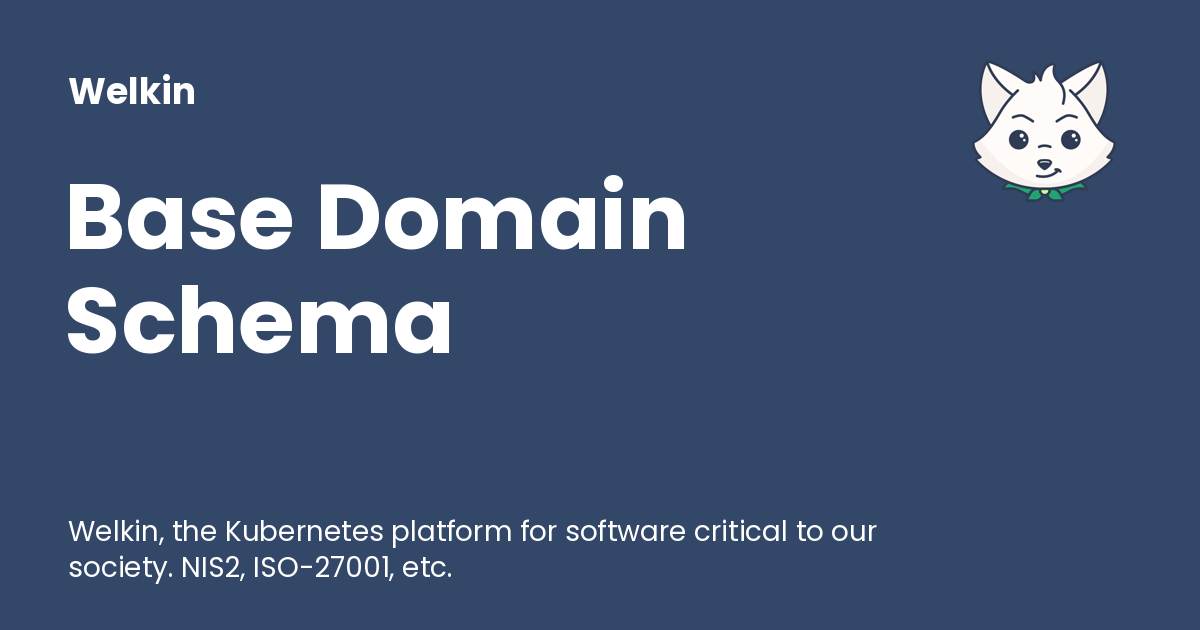 Welkin
Base Domain
Schema
Welkin, the Kubernetes platform for software critical to our
society. NIS2, ISO-27001, etc.